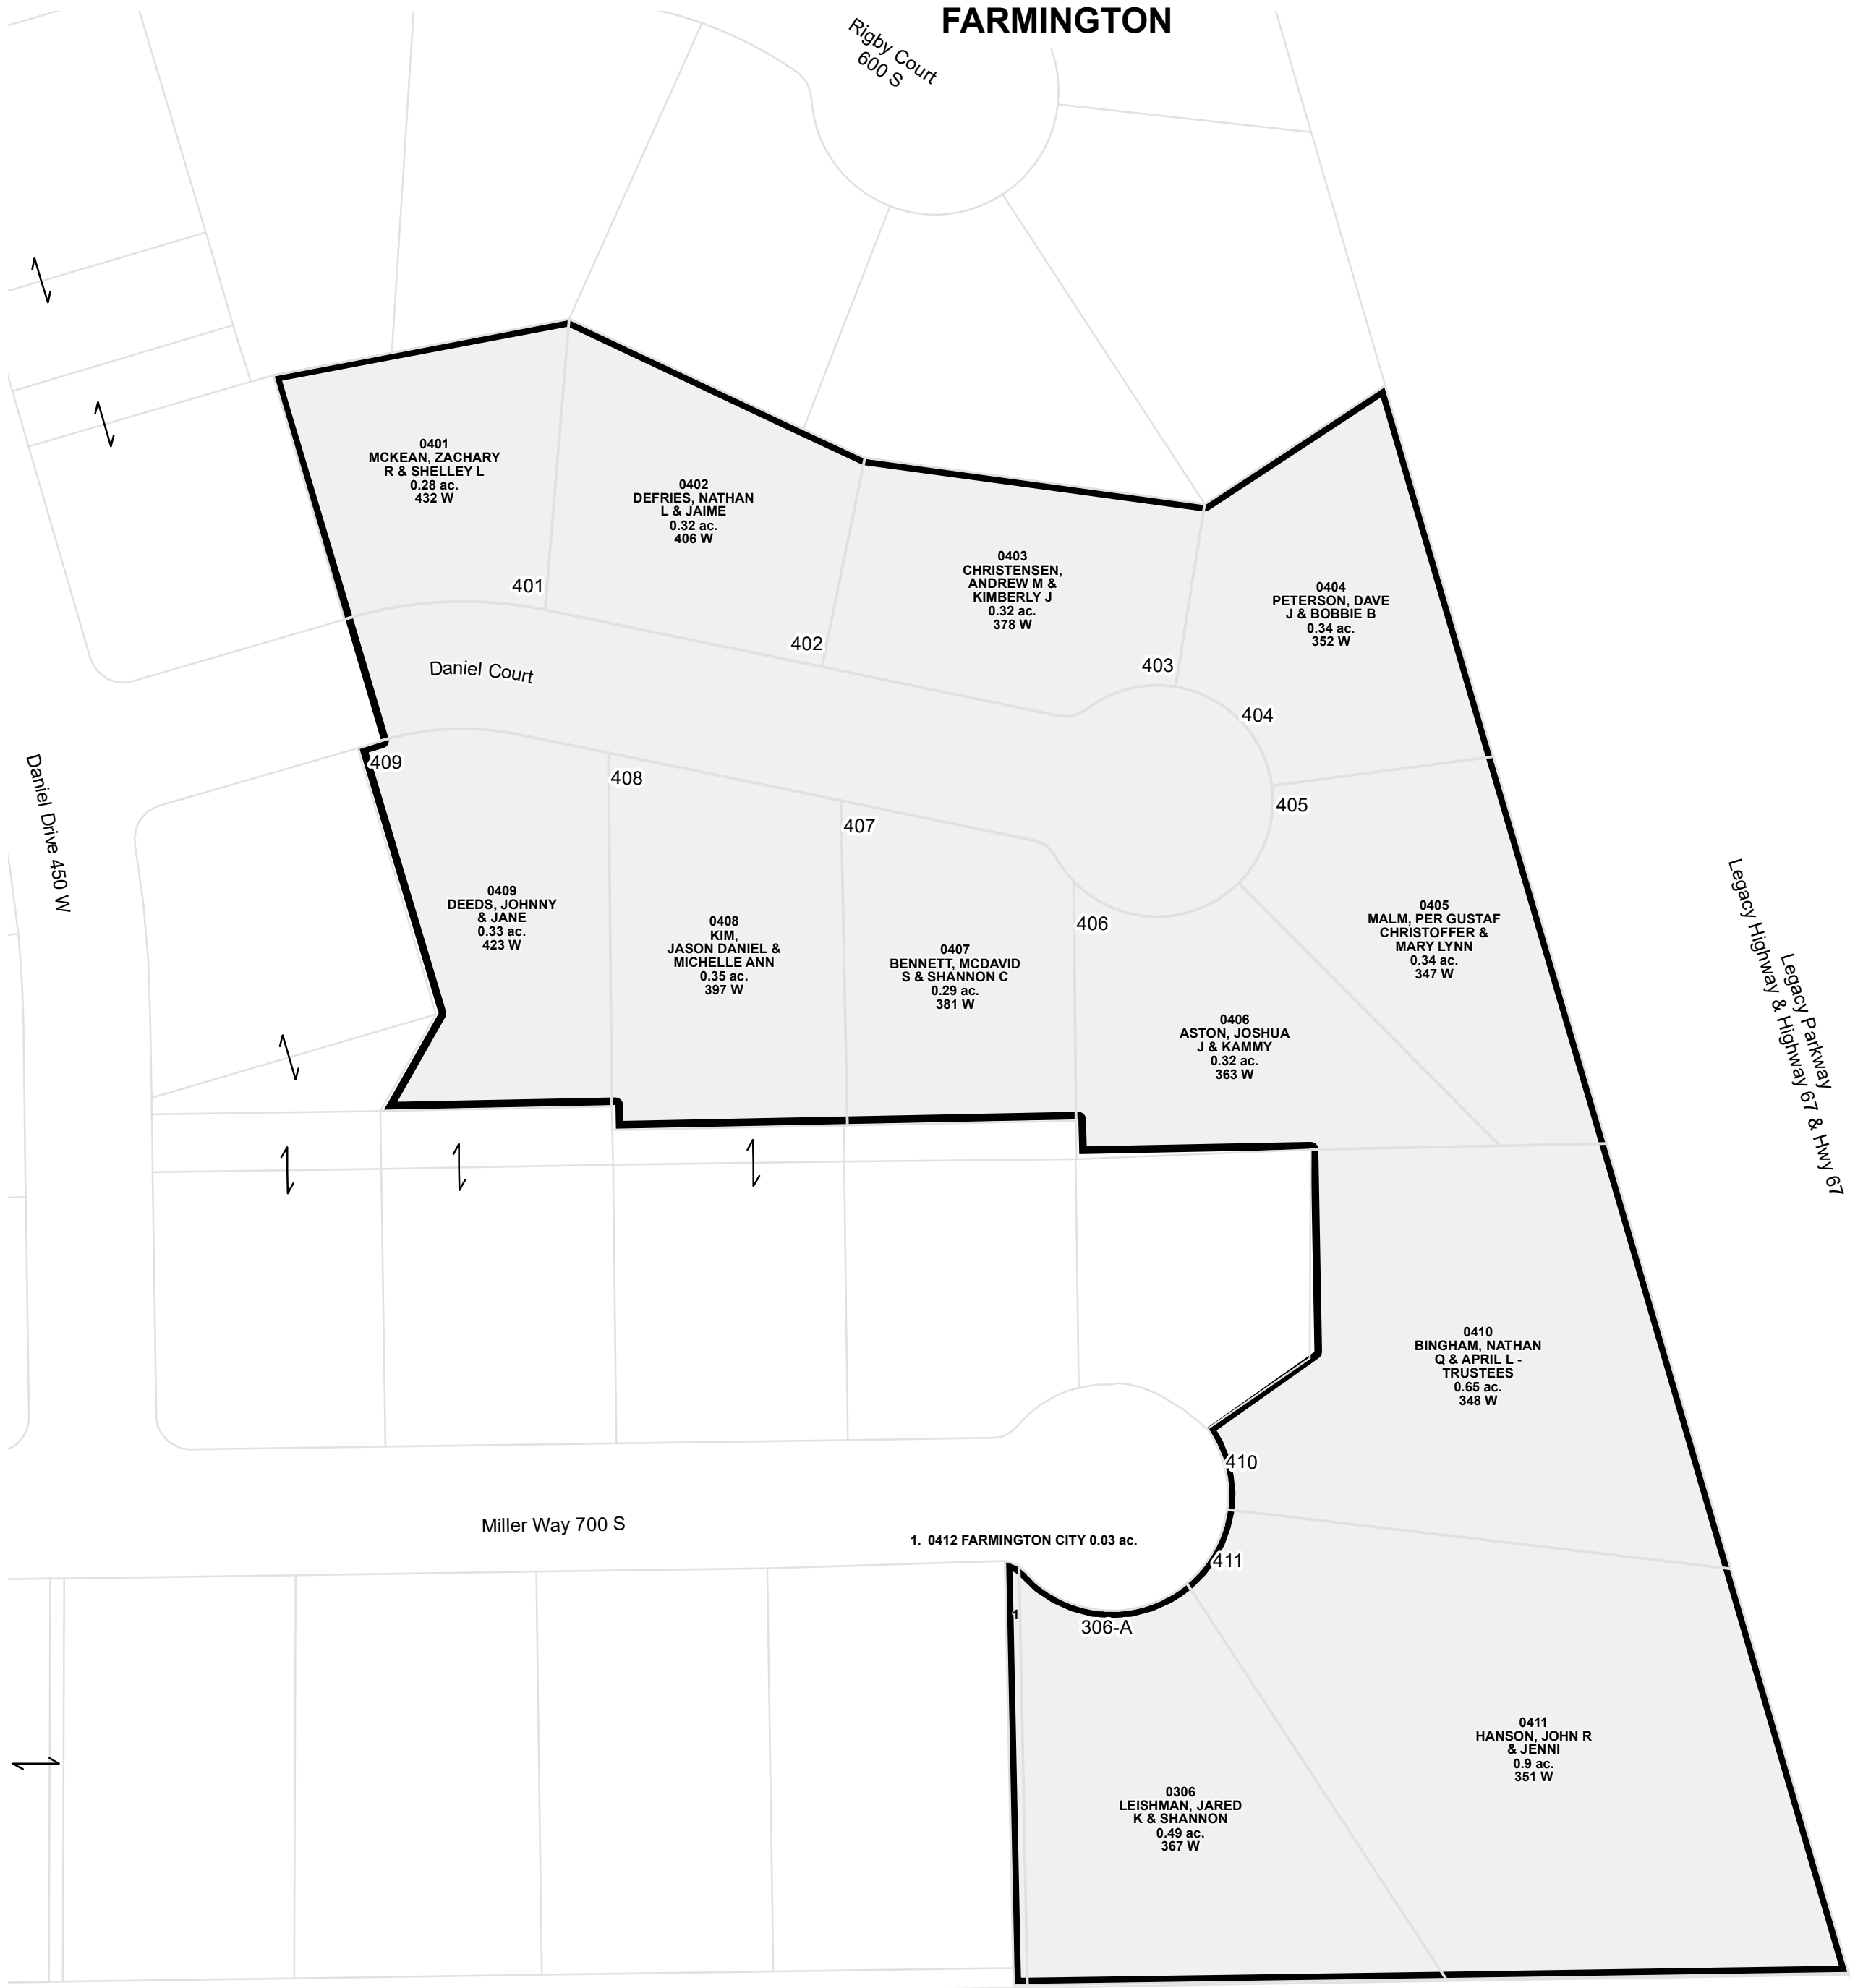 FARMINGTON
Rigby Court
600 S
0401
MCKEAN, ZACHARY
R & SHELLEY L
0.28 ac.
432 W
0402
DEFRIES, NATHAN
L & JAIME
0.32 ac.
406 W
0403
CHRISTENSEN,
ANDREW M &
KIMBERLY J
0.32 ac.
378 W
0404
PETERSON, DAVE
J & BOBBIE B
0.34 ac.
352 W
401
402
403
404
Daniel Court
409
408
407
405
406
Daniel Drive 450 W
0409
DEEDS, JOHNNY
& JANE
0.33 ac.
423 W
0408
KIM,
JASON DANIEL &
MICHELLE ANN
0.35 ac.
397 W
0407
BENNETT, MCDAVID
S & SHANNON C
0.29 ac.
381 W
0406
ASTON, JOSHUA
J & KAMMY
0.32 ac.
363 W
0405
MALM, PER GUSTAF
CHRISTOFFER &
MARY LYNN
0.34 ac.
347 W
Legacy Parkway
Legacy Highway & Highway 67 & Hwy 67
0410
BINGHAM, NATHAN
Q & APRIL L -
TRUSTEES
0.65 ac.
348 W
410
Miller Way 700 S
1. 0412 FARMINGTON CITY 0.03 ac.
411
1
306-A
0411
HANSON, JOHN R
& JENNI
0.9 ac.
351 W
0306
LEISHMAN, JARED
K & SHANNON
0.49 ac.
367 W